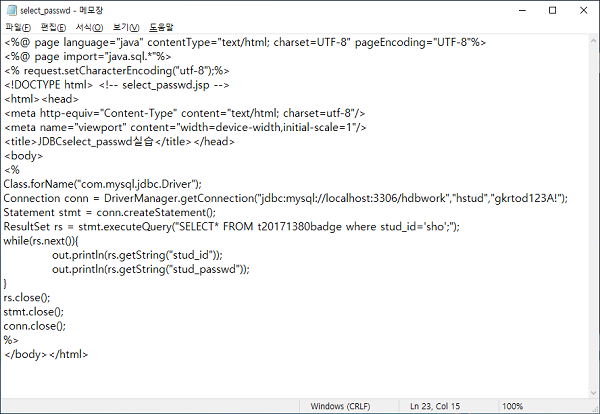 select_passwd - 메모장
파일(F) 편집(E) 서식(O) 보기(V) 도움말
<%@ page language="java" contentType="text/html; charset=UTF-8" pageEncoding="UTF-8"%>
<%@ page import="java.sql.*"%>
<% request.setCharacterEncoding("utf-8");%>
<!DOCTYPE html> <!-- select_passwd.jsp -->
<html><head>
<meta http-equiv="Content-Type" content="text/html; charset=utf-8"/>
<meta name="viewport" content="width=device-width,initial-scale=1"/>
<title>JDBCselect_passwd실습</title></head>
<body>
<%
Class.forName("com.mysql.jdbc.Driver");
Connection conn = DriverManager.getConnection("jdbc:mysql://localhost:3306/hdbwork","hstud","gkrtod123A!");
Statement stmt = conn.createStatement();
ResultSet rs = stmt.executeQuery("SELECT* FROM t20171380badge where stud_id='sho';");
while(rs.next()){
out.println(rs.getString("stud_id"));
out.println(rs.getString("stud_passwd"));
}
rs.close();
stmt.close();
conn.close();
%>
</body></html>
Windows (CRLF) Ln 23, Col 15 100%